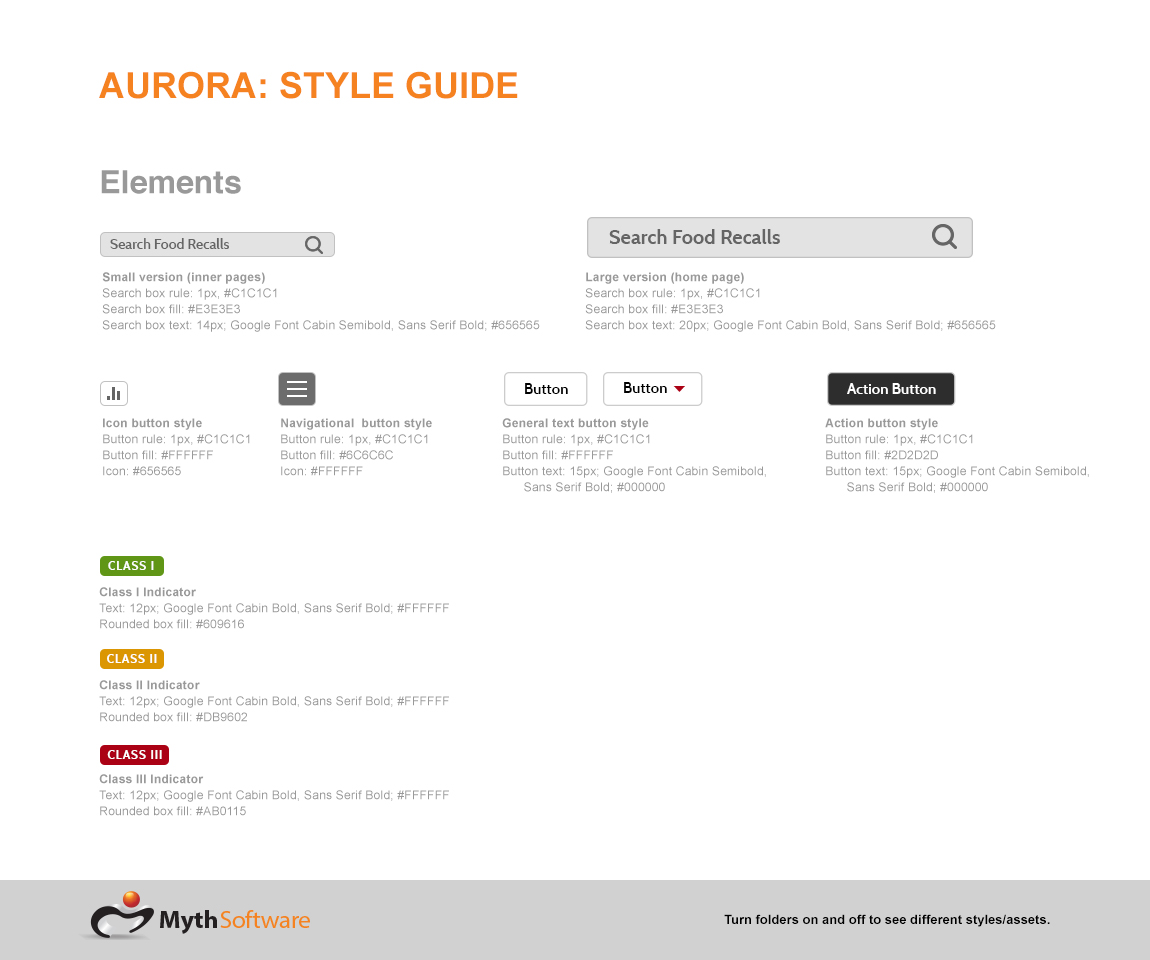 AURORA: STYLE GUIDE
Elements
Search Food Recalls
Small version (inner pages)
Search box rule: 1px, #C1C1C1
Search box fill: #E3E3E3
Search box text: 14px; Google Font Cabin Semibold, Sans Serif Bold; #656565
Search Food Recalls
Large version (home page)
Search box rule: 1px, #C1C1C1
Search box fill: #E3E3E3
Search box text: 20px; Google Font Cabin Bold, Sans Serif Bold; #656565
Icon button style
Button rule: 1px, #C1C1C1
Button fill: #FFFFFF
Icon: #656565
Navigational  button style
Button rule: 1px, #C1C1C1
Button fill: #6C6C6C
Icon: #FFFFFF
Button
Button
General text button style
Button rule: 1px, #C1C1C1
Button fill: #FFFFFF
Button text: 15px; Google Font Cabin Semibold,
Sans Serif Bold; #000000
Action Button
Action button style
Button rule: 1px, #C1C1C1
Button fill: #2D2D2D
Button text: 15px; Google Font Cabin Semibold,
Sans Serif Bold; #000000
CLASS I
Class I Indicator
Text: 12px; Google Font Cabin Bold, Sans Serif Bold; #FFFFFF
Rounded box fill: #609616
CLASS II
Class II Indicator
Text: 12px; Google Font Cabin Bold, Sans Serif Bold; #FFFFFF
Rounded box fill: #DB9602
CLASS III
Class III Indicator
Text: 12px; Google Font Cabin Bold, Sans Serif Bold; #FFFFFF
Rounded box fill: #AB0115
MythSoftware
Turn folders on and off to see different styles/assets.